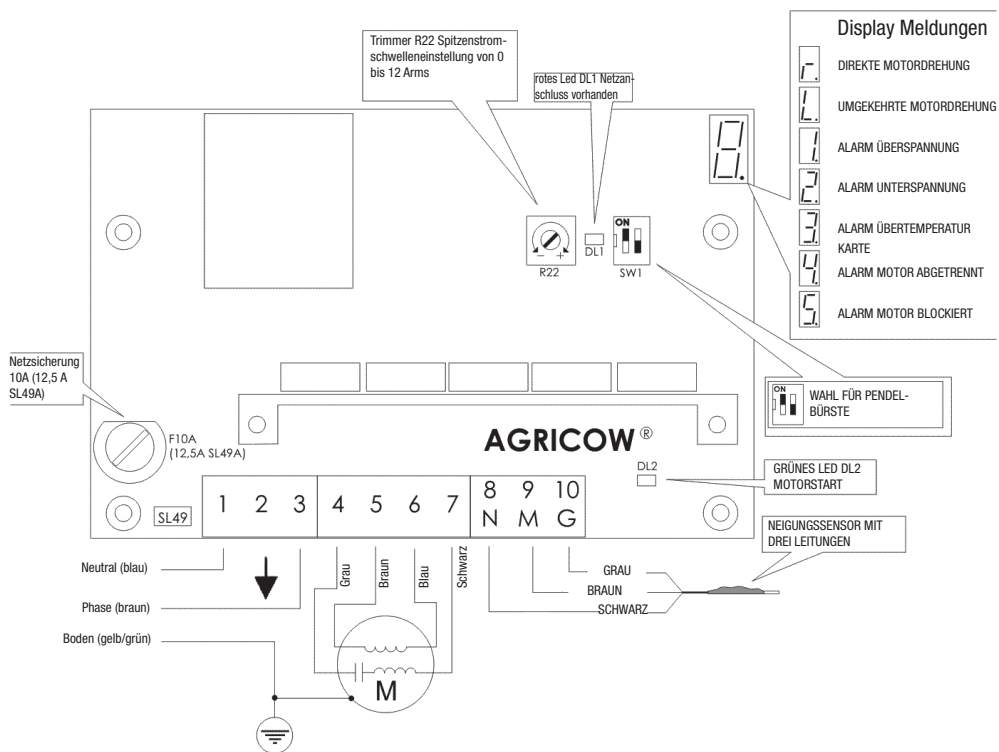 Trimmer R22 Spitzenstrom-
schwelleneinstellung von 0
bis 12 Arms
rotes Led DL1 Netzan-
schluss vorhanden
Display Meldungen
r. DIREKTE MOTORDREHUNG
L. UMGEKEHRTE MOTORDREHUNG
1. ALARM ÜBERSPANNUNG
2. ALARM UNTERSPANNUNG
3. ALARM ÜBERTEMPERATUR
KARTE
4. ALARM MOTOR ABGETRENNT
5. ALARM MOTOR BLOCKIERT
8.
ON
- +
R22
DL1
SW1
Netzsicherung
10A (12,5 A
SL49A)
ON
WAHL FÜR PENDEL-
BÜRSTE
F10A
(12,5A SL49A)
AGRICOW ®
DL2
GRÜNES LED DL2
MOTORSTART
SL49
1 2 3 4 5 6 7 8 9 10
N M G
NEIGUNGSSENSOR MIT
DREI LEITUNGEN
Neutral (blau)
Phase (braun)
Boden (gelb/grün)
Grau
Braun
Blau
Schwarz
GRAU
BRAUN
SCHWARZ
M